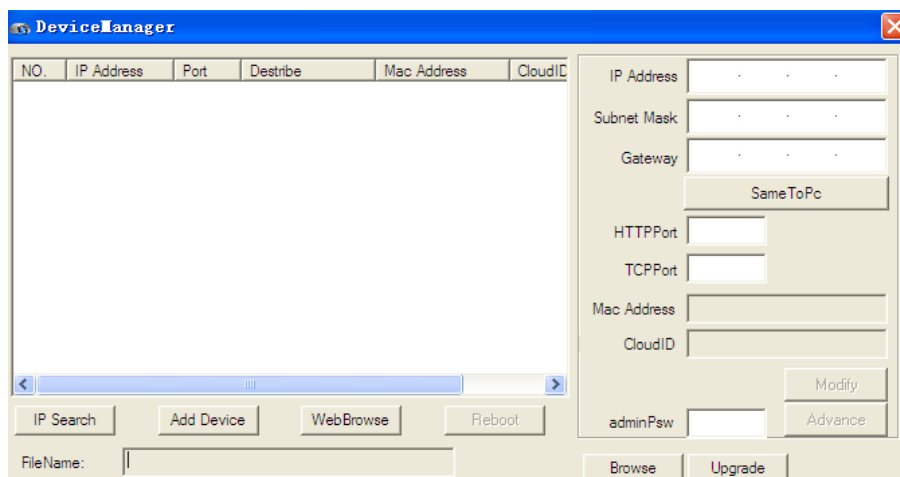 DeviceManager
NO. IP Address Port Destribe Mac Address CloudID
IP Address
Subnet Mask
Gateway
SameToPc
HTTPPort
TCPPort
Mac Address
CloudID
Modify
IP Search Add Device WebBrowse Reboot
adminPsw Advance
FileName:
Browse Upgrade